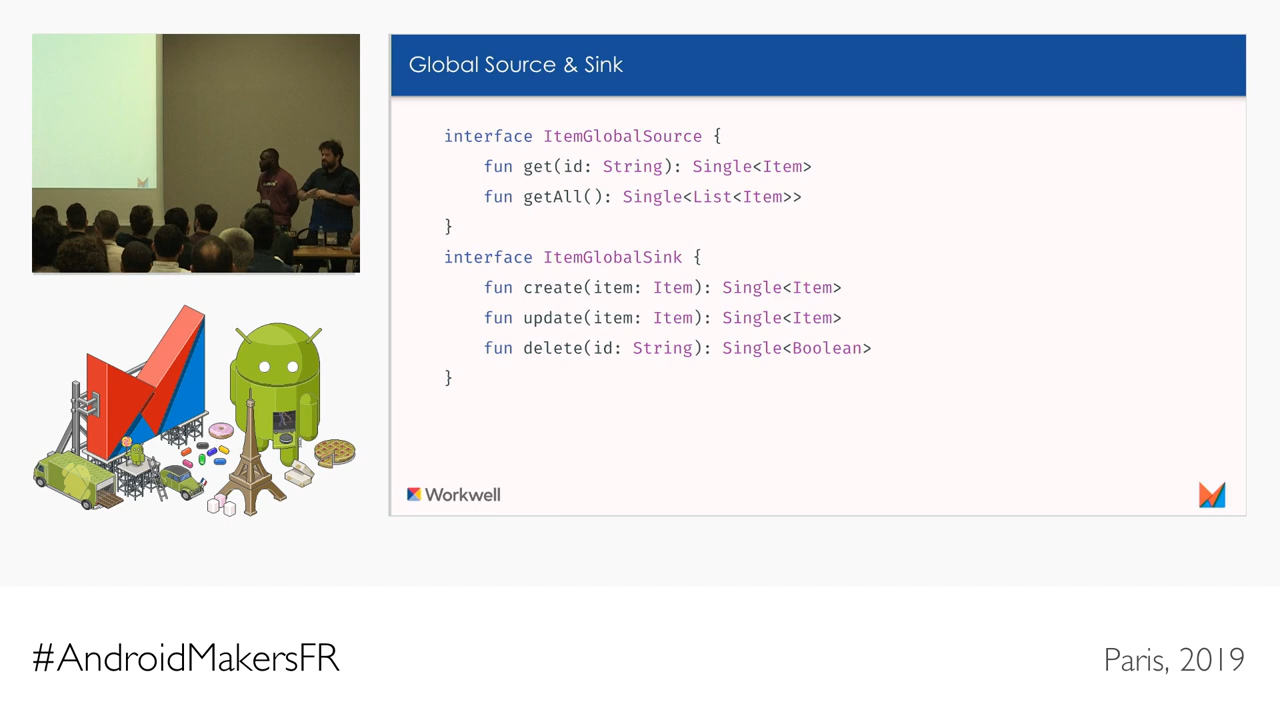 Global Source & Sink
interface ItemGlobalSource {
fun get(id: String): Single<Item>
fun getAll(): Single<List<Item>>
}
interface ItemGlobalSink {
fun create(item: Item): Single<Item>
fun update(item: Item): Single<Item>
fun delete(id: String): Single<Boolean>
}
Workwell
#AndroidMakersFR
Paris, 2019